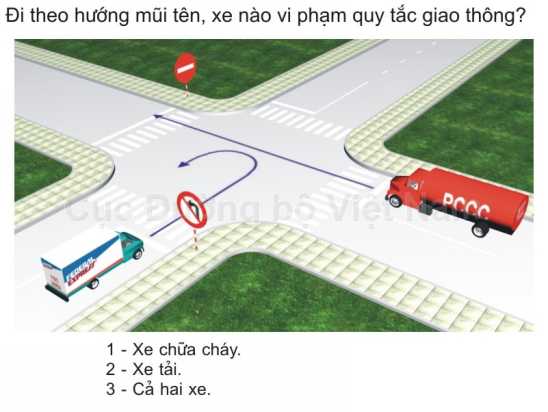 Đi theo hướng mũi tên, xe nào vi phạm quy tắc giao thông?
PCCC
Cục Đường bộ Việt Nam
FEDERAL
EXPRESS
1 - Xe chữa cháy.
2 - Xe tải.
3 - Cả hai xe.